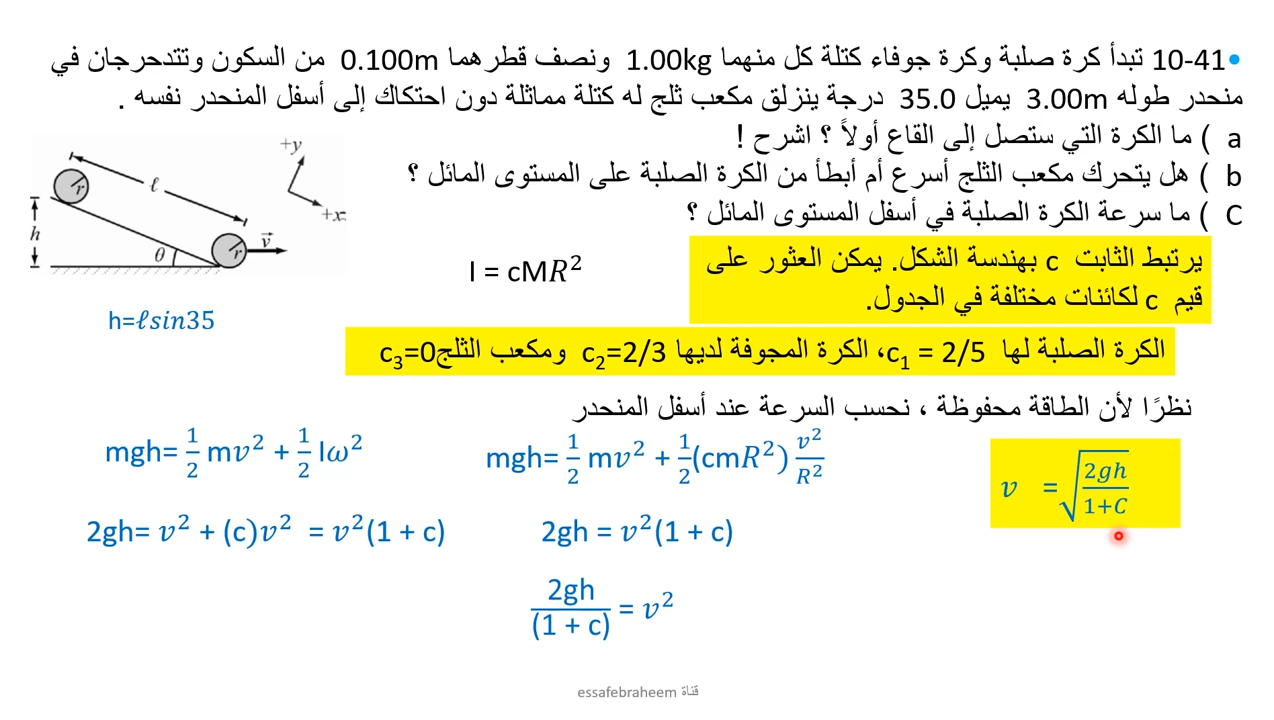 •10-41 تبدأ كرة صلبة وكرة جوفاء كتلة كل منهما 1.00kg ونصف قطرهما 0.100m من السكون وتتدحرجان في
منحدر طوله 3.00m يميل 35.0 درجة ينزلق مكعب ثلج له كتلة مماثلة دون احتكاك إلى أسفل المنحدر نفسه .
a ) ما الكرة التي ستصل إلى القاع أولاً ؟ اشرح !
b ) هل يتحرك مكعب الثلج أسرع أم أبطأ من الكرة الصلبة على المستوى المائل ؟
C ) ما سرعة الكرة الصلبة في أسفل المستوى المائل ؟
+y
+x
ℓ
r
h
θ
r
v⃗
h=ℓsin35
I = cMR²
يرتبط الثابت c بهندسة الشكل. يمكن العثور على
قيم c لكائنات مختلفة في الجدول.
الكرة الصلبة لها c₁ = 2/5، الكرة المجوفة لديها c₂=2/3 ومكعب الثلج c₃=0
نظرًا لأن الطاقة محفوظة ، نحسب السرعة عند أسفل المنحدر
mgh= 1/2 mv² + 1/2 Iω²
mgh= 1/2 mv² + 1/2 (cmR²) v²/R²
v = √(2gh/1+C)
2gh= v² + (c)v² = v²(1 + c)
2gh = v²(1 + c)
2gh/(1 + c) = v²
قناة essafebraheem